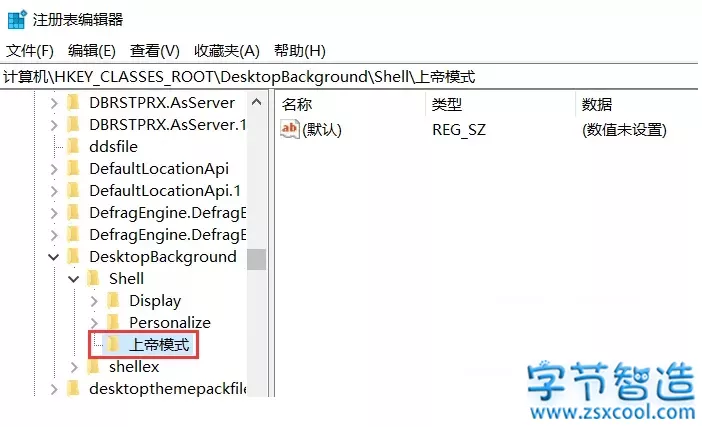 注册表编辑器
文件(F) 编辑(E) 查看(V) 收藏夹(A) 帮助(H)
计算机\HKEY_CLASSES_ROOT\DesktopBackground\Shell\上帝模式
DBRSTPRX.AsServer
DBRSTPRX.AsServer.1
ddsfile
DefaultLocationApi
DefaultLocationApi.1
DefragEngine.DefragE
DefragEngine.DefragE
DesktopBackground
Shell
Display
Personalize
上帝模式
shellex
desktopthemepackfile
名称 类型 数据
ab (默认) REG_SZ (数值未设置)
字节智造
www.zsxcool.com